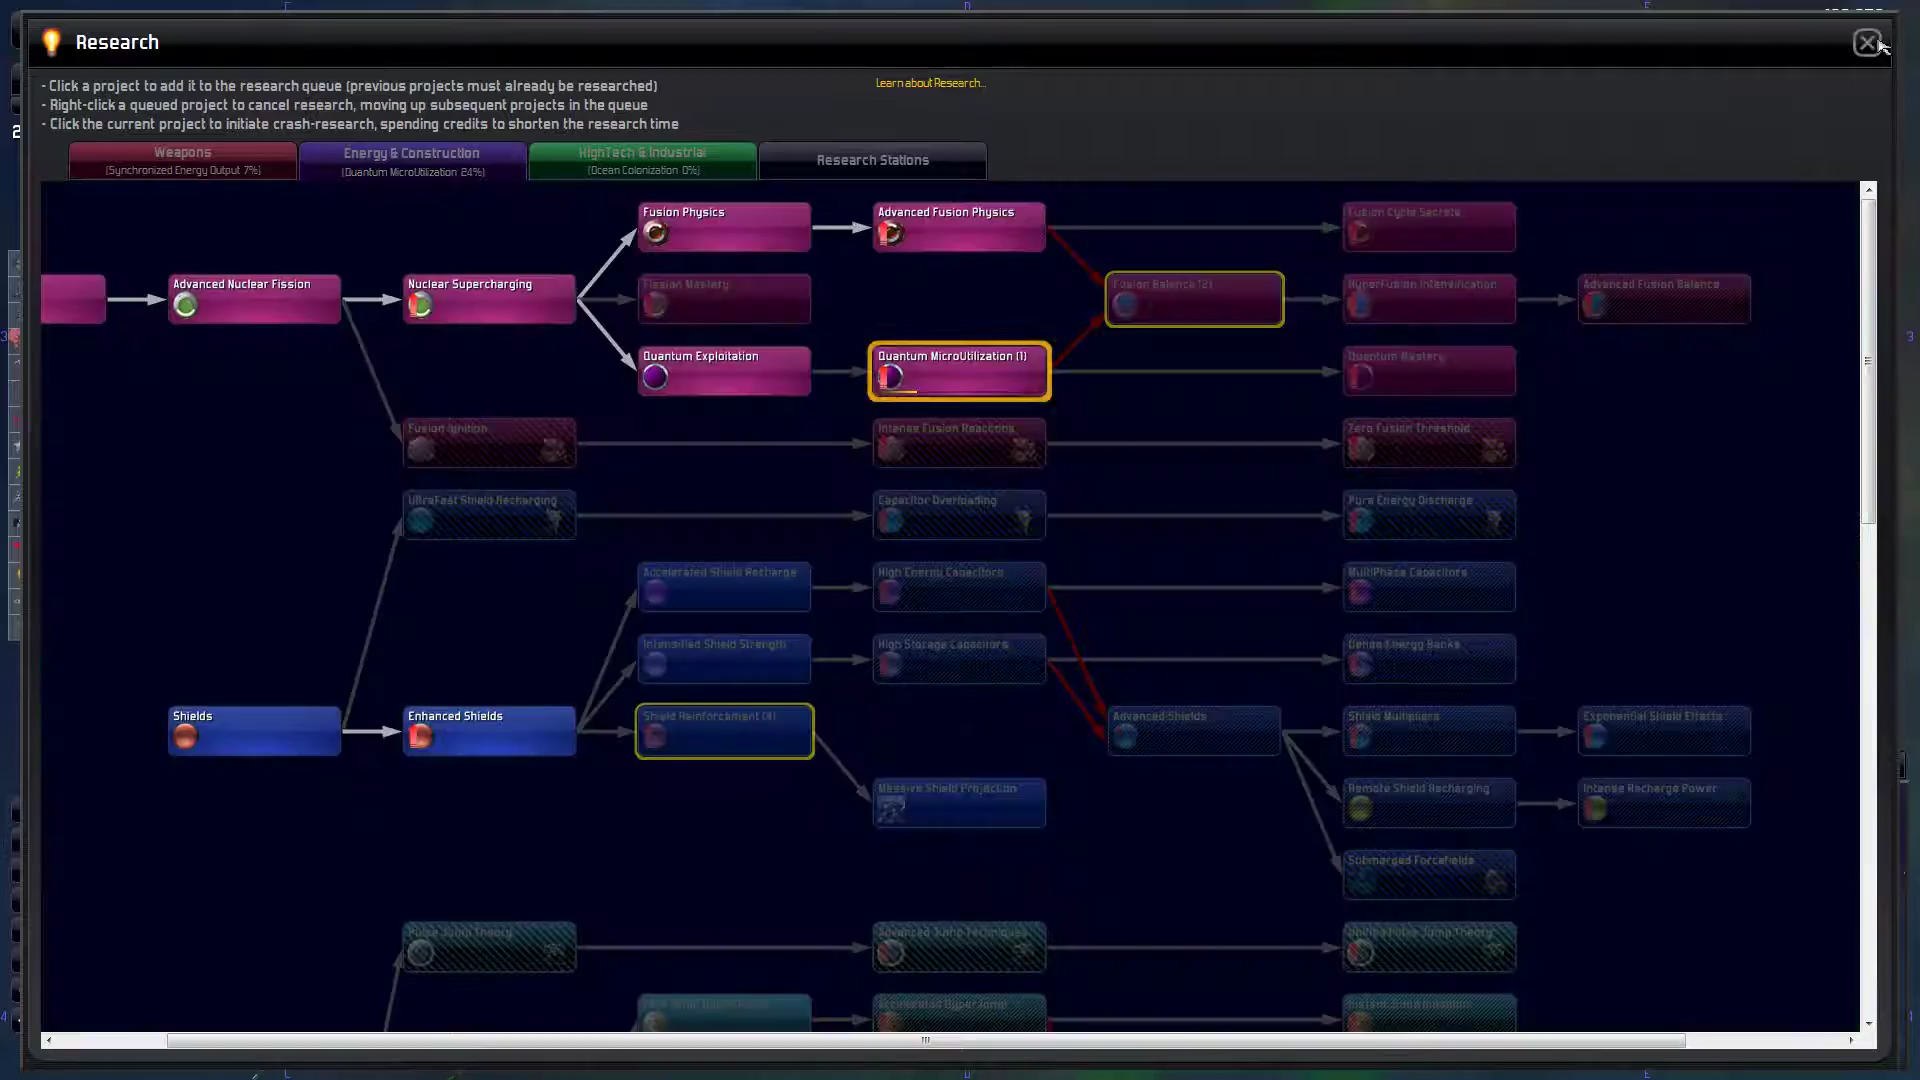 Research
- Click a project to add it to the research queue (previous projects must already be researched)
- Right-click a queued project to cancel research, moving up subsequent projects in the queue
- Click the current project to initiate crash-research, spending credits to shorten the research time
Learn about Research...
Weapons
(Synchronized Energy Output 7%)
Energy & Construction
(Quantum MicroUtilization 24%)
HighTech & Industrial
(Ocean Colonization 0%)
Research Stations
Fusion Physics
Advanced Fusion Physics
Fusion Cycle Secrets
Advanced Nuclear Fission
Nuclear Supercharging
Fission Mastery
Fusion Balance (2)
HyperFusion Intensification
Advanced Fusion Balance
Quantum Exploitation
Quantum MicroUtilization (1)
Quantum Mastery
Fusion Ignition
Intense Fusion Reactions
Zero Fusion Threshold
UltraFast Shield Recharging
Capacitor Overloading
Pure Energy Discharge
Accelerated Shield Recharge
High Energy Capacitors
MultiPhase Capacitors
Intensified Shield Strength
High Storage Capacitors
Dense Energy Banks
Shields
Enhanced Shields
Advanced Shields
Shield Multipliers
Exponential Shield Effects
Massive Shield Projection
Remote Shield Recharging
Intense Recharge Power
Submerged Forcefields
Pulse Jump Theory
Advanced Jump Techniques
Accelerated HyperJump